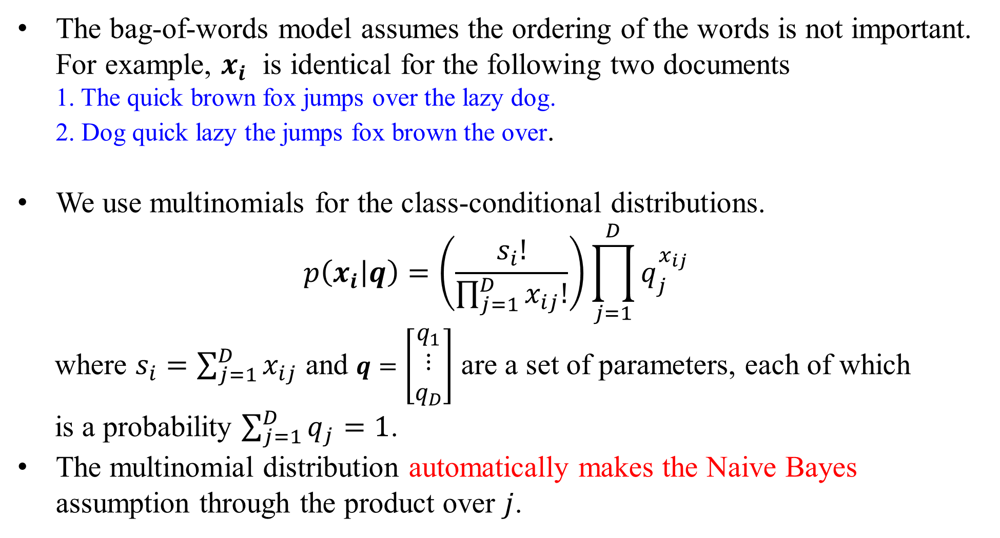 • The bag-of-words model assumes the ordering of the words is not important.
For example, $\boldsymbol{x_i}$ is identical for the following two documents
1. The quick brown fox jumps over the lazy dog.
2. Dog quick lazy the jumps fox brown the over.
• We use multinomials for the class-conditional distributions.
$p(\boldsymbol{x_i}|\boldsymbol{q}) = \left(\frac{s_i!}{\prod_{j=1}^{D} x_{ij}!}\right) \prod_{j=1}^{D} q_j^{x_{ij}}$
where $s_i = \sum_{j=1}^{D} x_{ij}$ and $\boldsymbol{q} = \begin{bmatrix} q_1 \\ \vdots \\ q_D \end{bmatrix}$ are a set of parameters, each of which
is a probability $\sum_{j=1}^{D} q_j = 1$.
• The multinomial distribution automatically makes the Naive Bayes
assumption through the product over $j$.